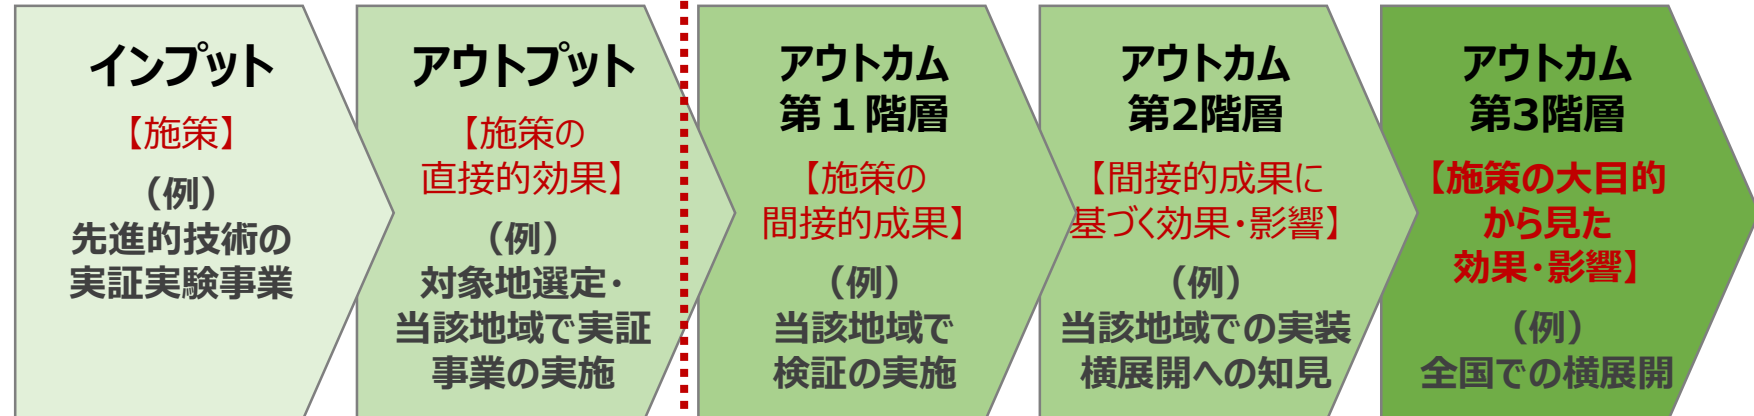 インプット
【施策】
（例）
先進的技術の
実証実験事業
アウトプット
【施策の
直接的効果】
（例）
対象地選定・
当該地域で実証
事業の実施
アウトカム
第１階層
【施策の
間接的成果】
（例）
当該地域で
検証の実施
アウトカム
第2階層
【間接的成果に
基づく効果・影響】
（例）
当該地域での実装
横展開への知見
アウトカム
第3階層
【施策の大目的
から見た
効果・影響】
（例）
全国での横展開